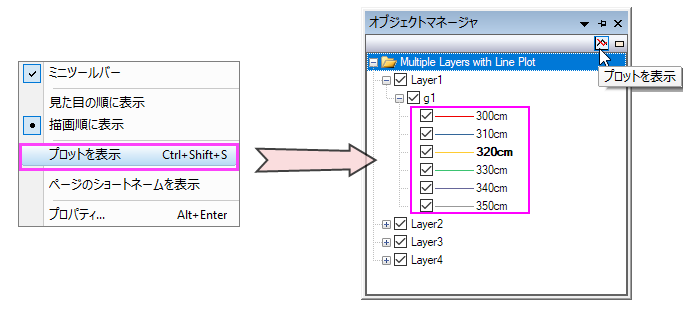 ミニツールバー
見た目の順に表示
描画順に表示
プロットを表示 Ctrl+Shift+S
ページのショートネームを表示
プロパティ... Alt+Enter
オブジェクトマネージャ
Multiple Layers with Line Plot
プロットを表示
Layer1
g1
300cm
310cm
320cm
330cm
340cm
350cm
Layer2
Layer3
Layer4